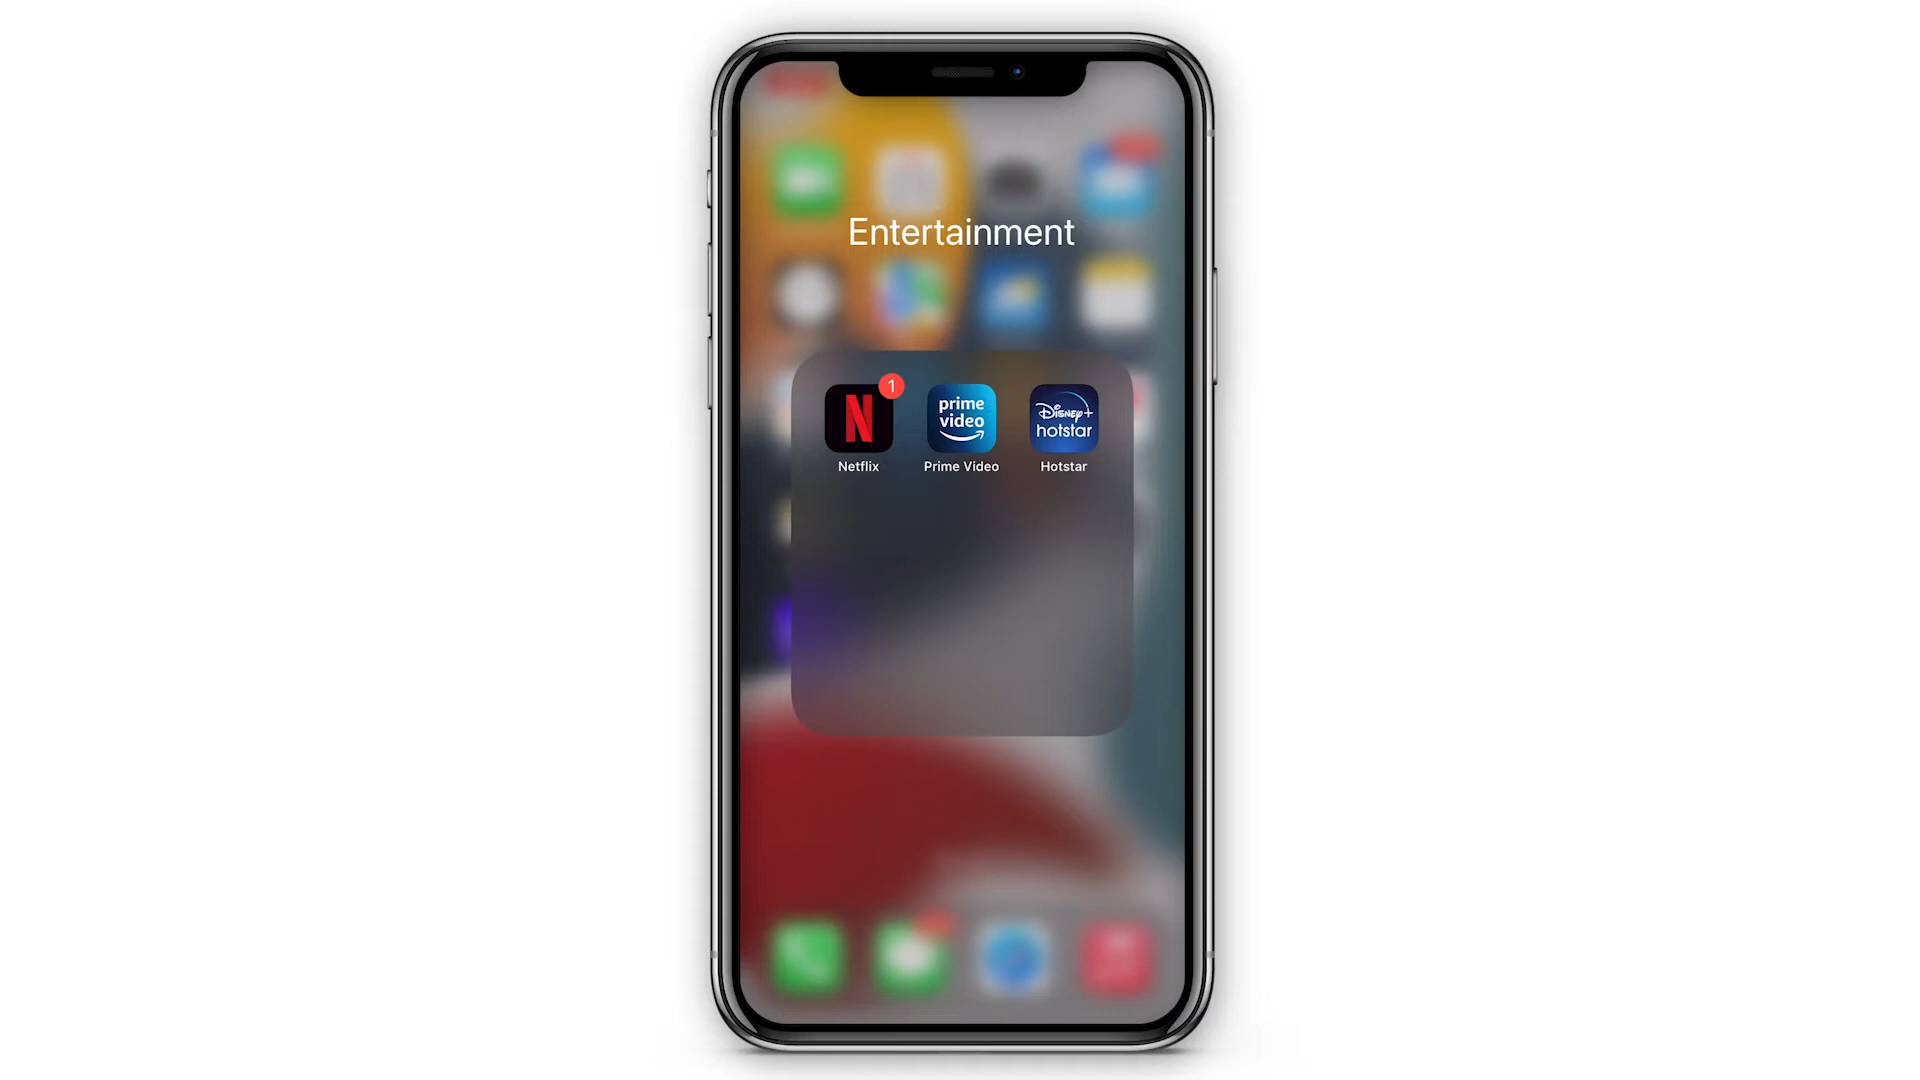 Entertainment
1
N
prime
video
Disney+
hotstar
Netflix
Prime Video
Hotstar